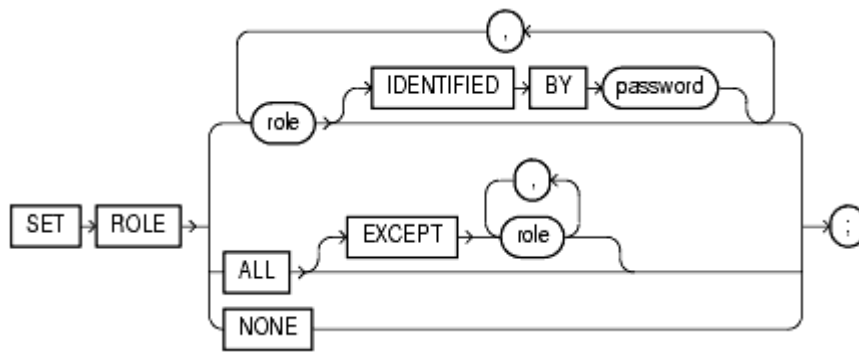 ,
IDENTIFIED BY password
role
,
SET ROLE
EXCEPT role
;
ALL
NONE